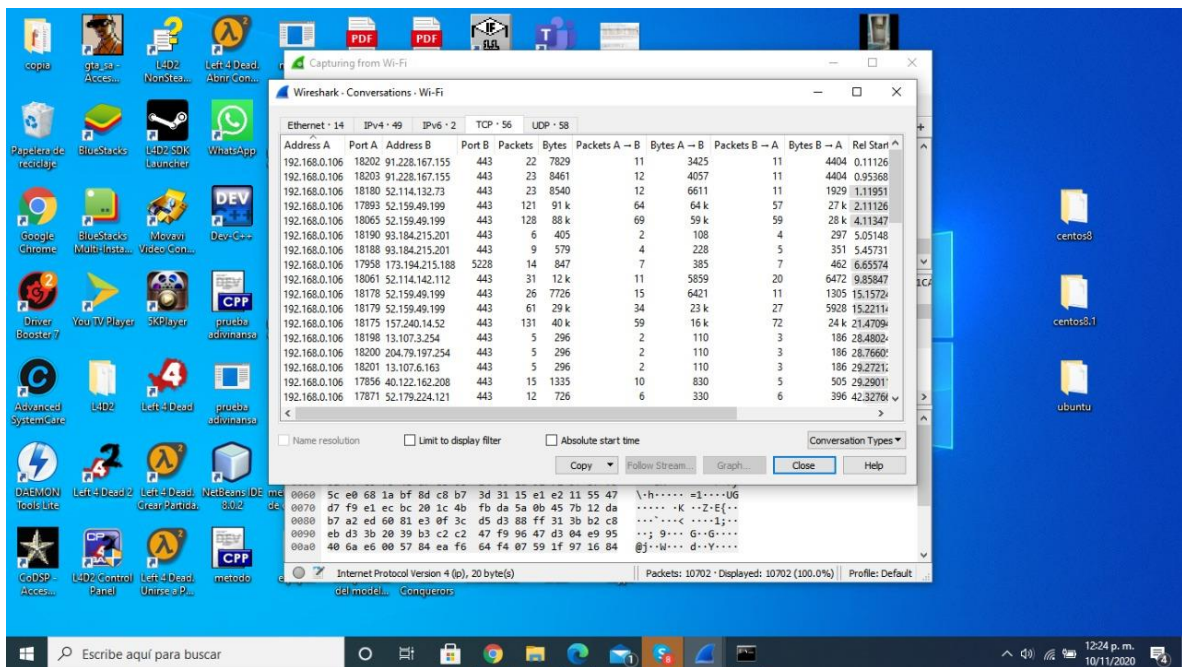 copia
gta_sa - Acces...
L4D2 NonStea...
Left 4 Dead. Abrir Con...
PDF
PDF
IF
T
Papelera de reciclaje
BlueStacks
L4D2 SDK Launcher
WhatsApp
Google Chrome
BlueStacks Multi-Insta...
Movavi Video Con...
DEV
Dev-C++
Driver Booster 7
You TV Player
5KPlayer
CPP
prueba adivinansa
Advanced SystemCare
L4D2
Left 4 Dead
prueba adivinansa
DAEMON Tools Lite
Left 4 Dead 2
Left 4 Dead. Crear Partida.
NetBeans IDE 8.0.2
CoDSP - Acces...
L4D2 Control Panel
Left 4 Dead. Unirse a P...
CPP
metodo
del model...
Conquerors
centos8
centos8.1
ubuntu
Capturing from Wi-Fi
Wireshark · Conversations · Wi-Fi
Ethernet · 14 IPv4 · 49 IPv6 · 2 TCP · 56 UDP · 58
Address A Port A Address B Port B Packets Bytes Packets A → B Bytes A → B Packets B → A Bytes B → A Rel Start
192.168.0.106 18202 91.228.167.155 443 22 7829 11 3425 11 4404 0.11126
192.168.0.106 18203 91.228.167.155 443 23 8461 12 4057 11 4404 0.95368
192.168.0.106 18180 52.114.132.73 443 23 8540 12 6611 11 1929 1.11951
192.168.0.106 17893 52.159.49.199 443 121 91 k 64 64 k 57 27 k 2.11126
192.168.0.106 18065 52.159.49.199 443 128 88 k 69 59 k 59 28 k 4.11347
192.168.0.106 18190 93.184.215.201 443 6 405 2 108 4 297 5.05148
192.168.0.106 18188 93.184.215.201 443 9 579 4 228 5 351 5.45731
192.168.0.106 17958 173.194.215.188 5228 14 847 7 385 7 462 6.65574
192.168.0.106 18061 52.114.142.112 443 31 12 k 11 5859 20 6472 9.85847
192.168.0.106 18178 52.159.49.199 443 26 7726 15 6421 11 1305 15.1572
192.168.0.106 18179 52.159.49.199 443 61 29 k 34 23 k 27 5928 15.2211
192.168.0.106 18175 157.240.14.52 443 131 40 k 59 16 k 72 24 k 21.4709
192.168.0.106 18198 13.107.3.254 443 5 296 2 110 3 186 28.4802
192.168.0.106 18200 204.79.197.254 443 5 296 2 110 3 186 28.7660
192.168.0.106 18201 13.107.6.163 443 5 296 2 110 3 186 29.2721
192.168.0.106 17856 40.122.162.208 443 15 1335 10 830 5 505 29.2901
192.168.0.106 17871 52.179.224.121 443 12 726 6 330 6 396 42.3276
Name resolution Limit to display filter Absolute start time Conversation Types
Copy Follow Stream... Graph... Close Help
0060 5c e0 68 1a bf 8d c8 b7 3d 31 15 e1 e2 11 55 47 \·h····· =1····UG
0070 d7 f9 e1 ec bc 20 1c 4b fb da 5a 0b 45 7b 12 da ····· ·K ··Z·E{··
0080 b7 a2 ed 60 81 e3 0f 3c d5 d3 88 ff 31 3b b2 c8 ···`···< ····1;··
0090 eb d3 3b 20 39 b3 c2 c2 47 f9 96 47 d3 04 e9 95 ··; 9··· G··G····
00a0 40 6a e6 00 57 84 ea f6 64 f4 07 59 1f 97 16 84 @j··W··· d··Y····
Internet Protocol Version 4 (ip), 20 byte(s) Packets: 10702 · Displayed: 10702 (100.0%) Profile: Default
Escribe aquí para buscar
12:24 p. m.
10/11/2020